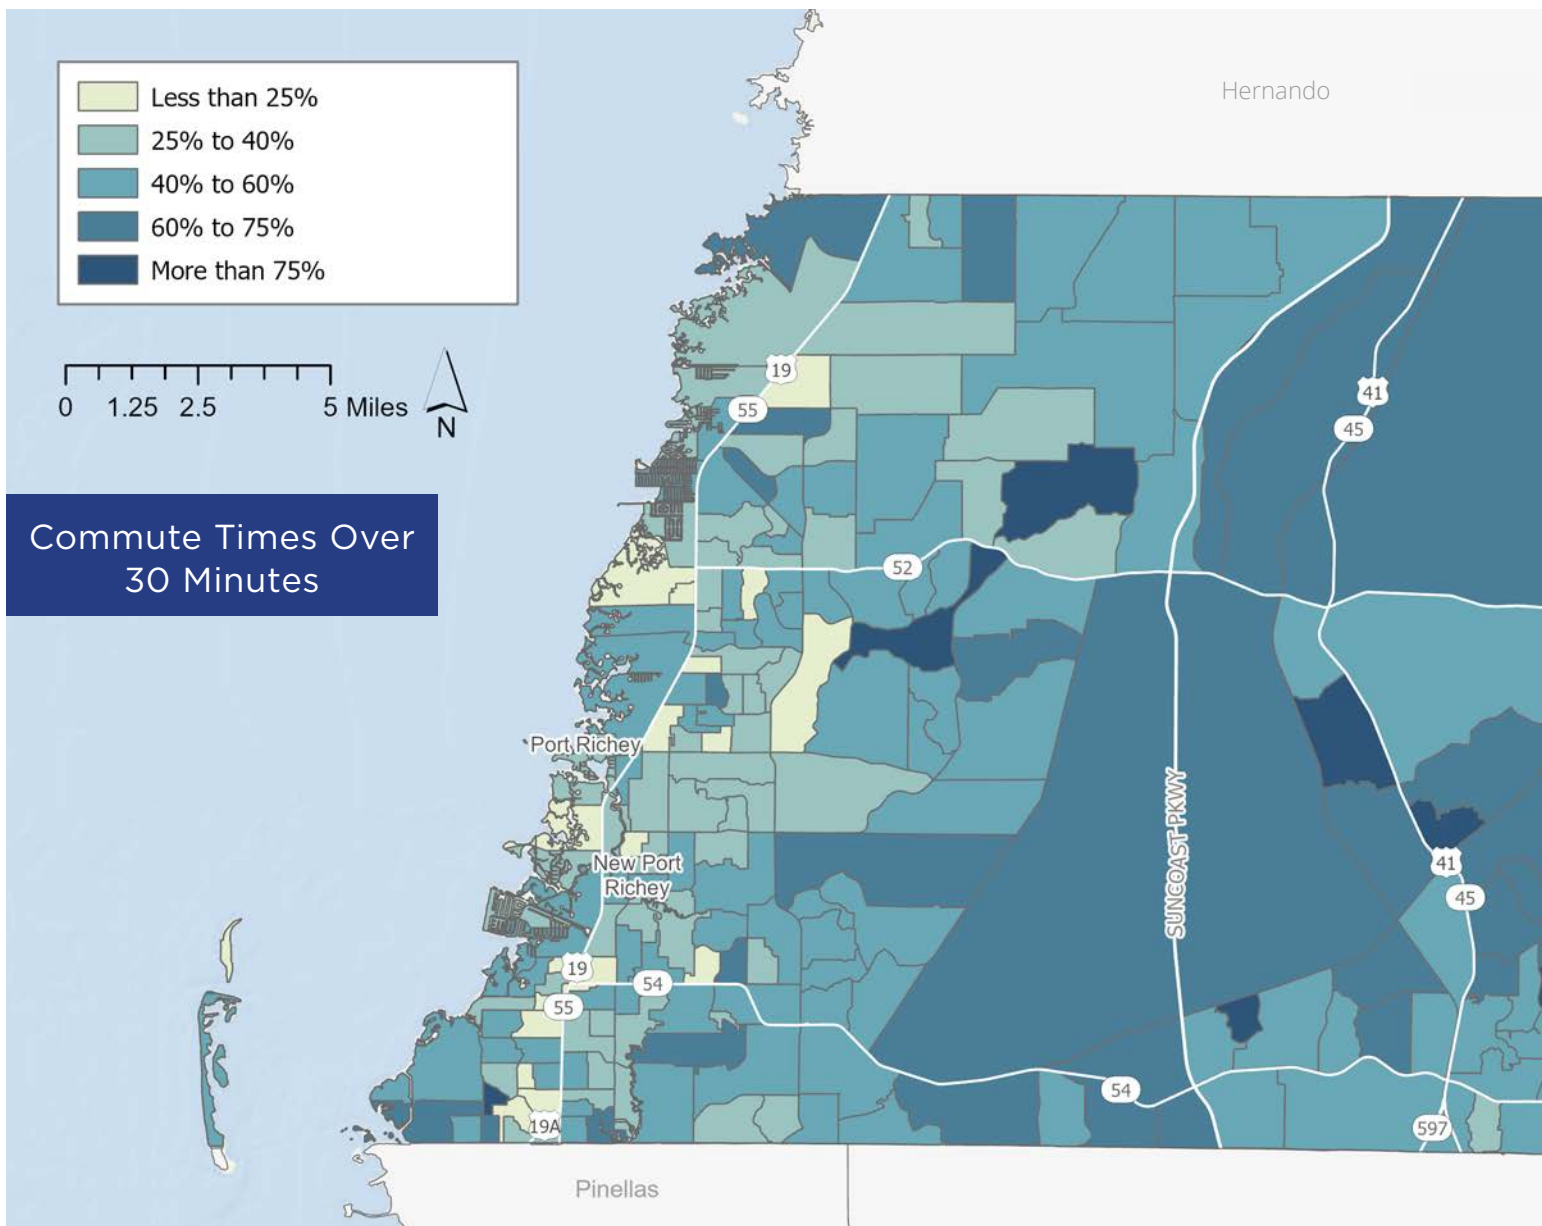 Less than 25%
25% to 40%
40% to 60%
60% to 75%
More than 75%
0 1.25 2.5 5 Miles
N
Commute Times Over
30 Minutes
Hernando
19
55
41
45
52
Port Richey
SUNCOAST PKWY
New Port
Richey
41
45
19
54
55
54
19A
597
Pinellas